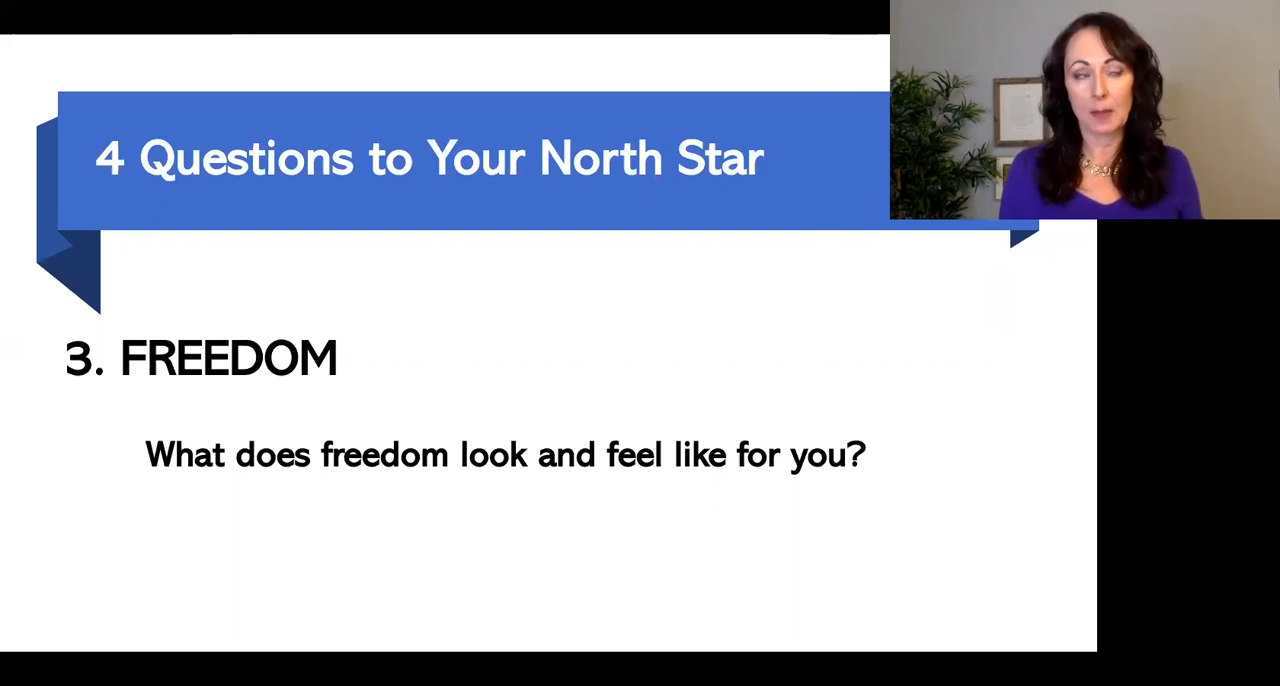 4 Questions to Your North Star
3. FREEDOM
What does freedom look and feel like for you?